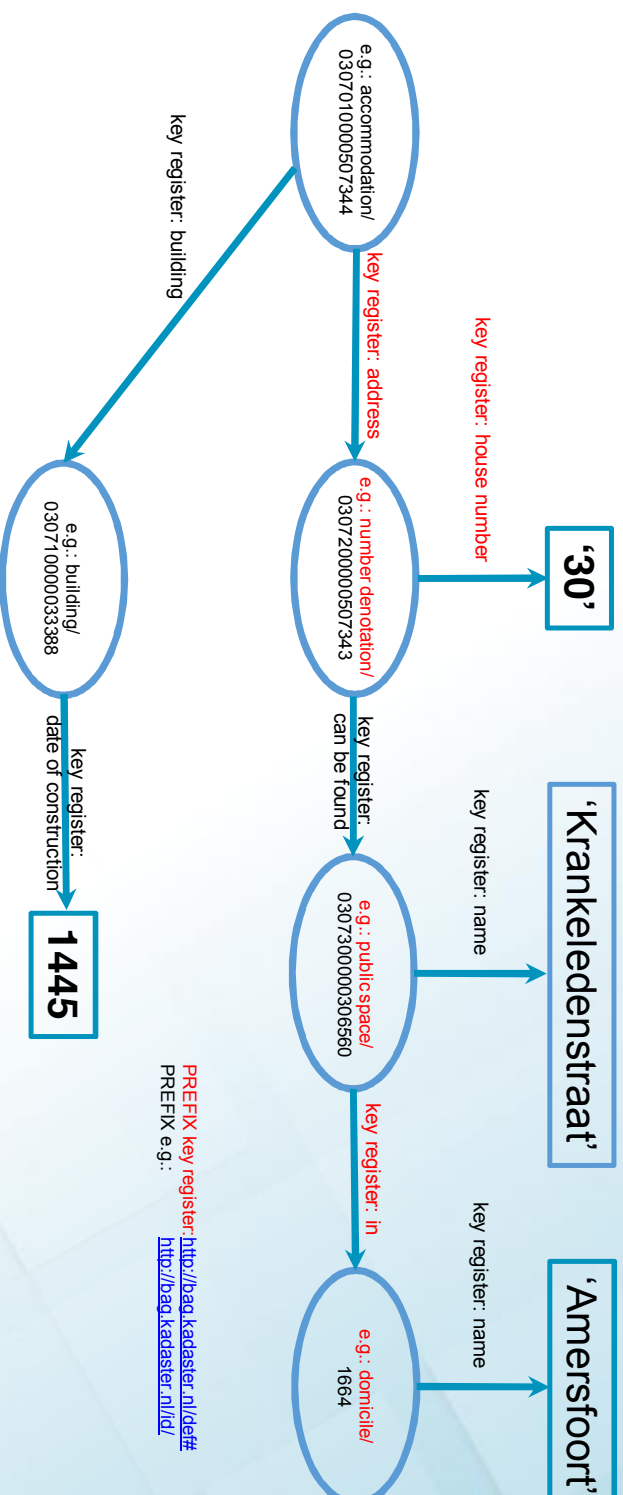 ‘30’
‘Krankeledenstraat’
‘Amersfoort’
key register: house number
key register: name
key register: name
e.g.: accommodation/
0307010000507344
key register: address
e.g.: number denotation/
0307200000507343
key register:
can be found
e.g.: public space/
0307300000306560
key register: in
e.g.: domicile/
1664
key register: building
e.g.: building/
0307100000033388
key register:
date of construction
1445
PREFIX key register:http://bag.kadaster.nl/def#
PREFIX e.g.: http://bag.kadaster.nl/id/